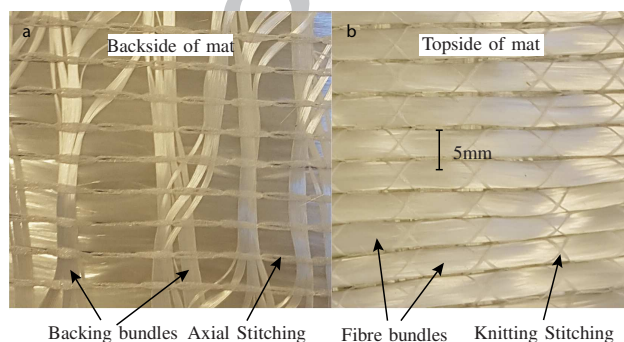 a
Backside of mat
b
Topside of mat
5mm
Backing bundles
Axial Stitching
Fibre bundles
Knitting Stitching